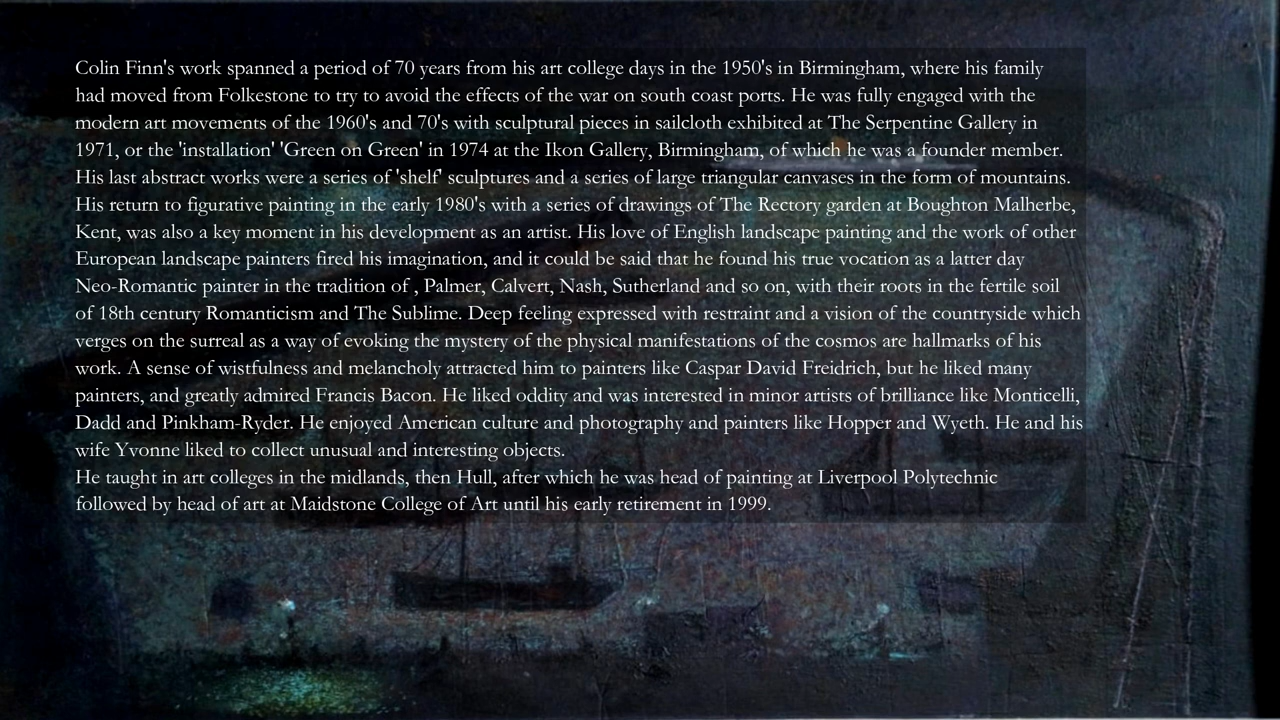 Colin Finn's work spanned a period of 70 years from his art college days in the 1950's in Birmingham, where his family
had moved from Folkestone to try to avoid the effects of the war on south coast ports. He was fully engaged with the
modern art movements of the 1960's and 70's with sculptural pieces in sailcloth exhibited at The Serpentine Gallery in
1971, or the 'installation' 'Green on Green' in 1974 at the Ikon Gallery, Birmingham, of which he was a founder member.
His last abstract works were a series of 'shelf' sculptures and a series of large triangular canvases in the form of mountains.
His return to figurative painting in the early 1980's with a series of drawings of The Rectory garden at Boughton Malherbe,
Kent, was also a key moment in his development as an artist. His love of English landscape painting and the work of other
European landscape painters fired his imagination, and it could be said that he found his true vocation as a latter day
Neo-Romantic painter in the tradition of , Palmer, Calvert, Nash, Sutherland and so on, with their roots in the fertile soil
of 18th century Romanticism and The Sublime. Deep feeling expressed with restraint and a vision of the countryside which
verges on the surreal as a way of evoking the mystery of the physical manifestations of the cosmos are hallmarks of his
work. A sense of wistfulness and melancholy attracted him to painters like Caspar David Freidrich, but he liked many
painters, and greatly admired Francis Bacon. He liked oddity and was interested in minor artists of brilliance like Monticelli,
Dadd and Pinkham-Ryder. He enjoyed American culture and photography and painters like Hopper and Wyeth. He and his
wife Yvonne liked to collect unusual and interesting objects.
He taught in art colleges in the midlands, then Hull, after which he was head of painting at Liverpool Polytechnic
followed by head of art at Maidstone College of Art until his early retirement in 1999.